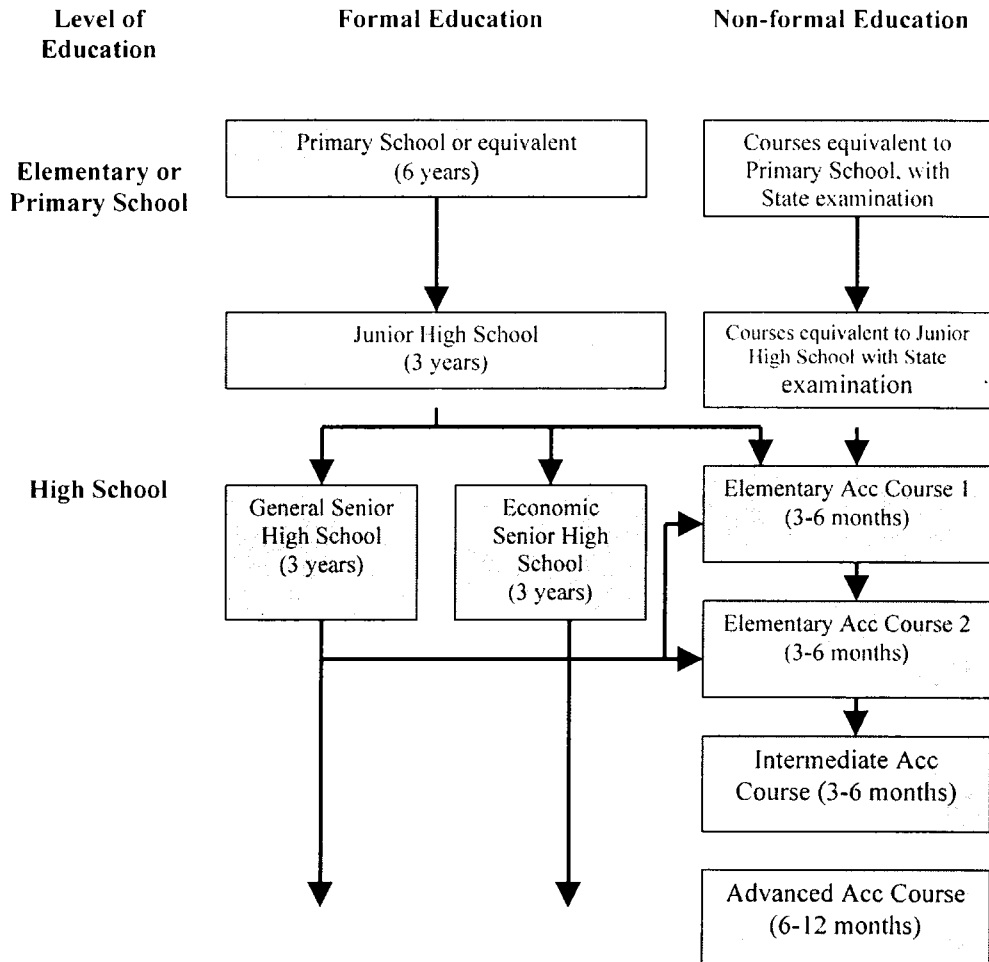 Level of
Education
Formal Education
Non-formal Education
Elementary or
Primary School
Primary School or equivalent
(6 years)
Courses equivalent to
Primary School, with
State examination
Junior High School
(3 years)
Courses equivalent to Junior
High School with State
examination
High School
General Senior
High School
(3 years)
Economic
Senior High
School
(3 years)
Elementary Acc Course 1
(3-6 months)
Elementary Acc Course 2
(3-6 months)
Intermediate Acc
Course (3-6 months)
Advanced Acc Course
(6-12 months)